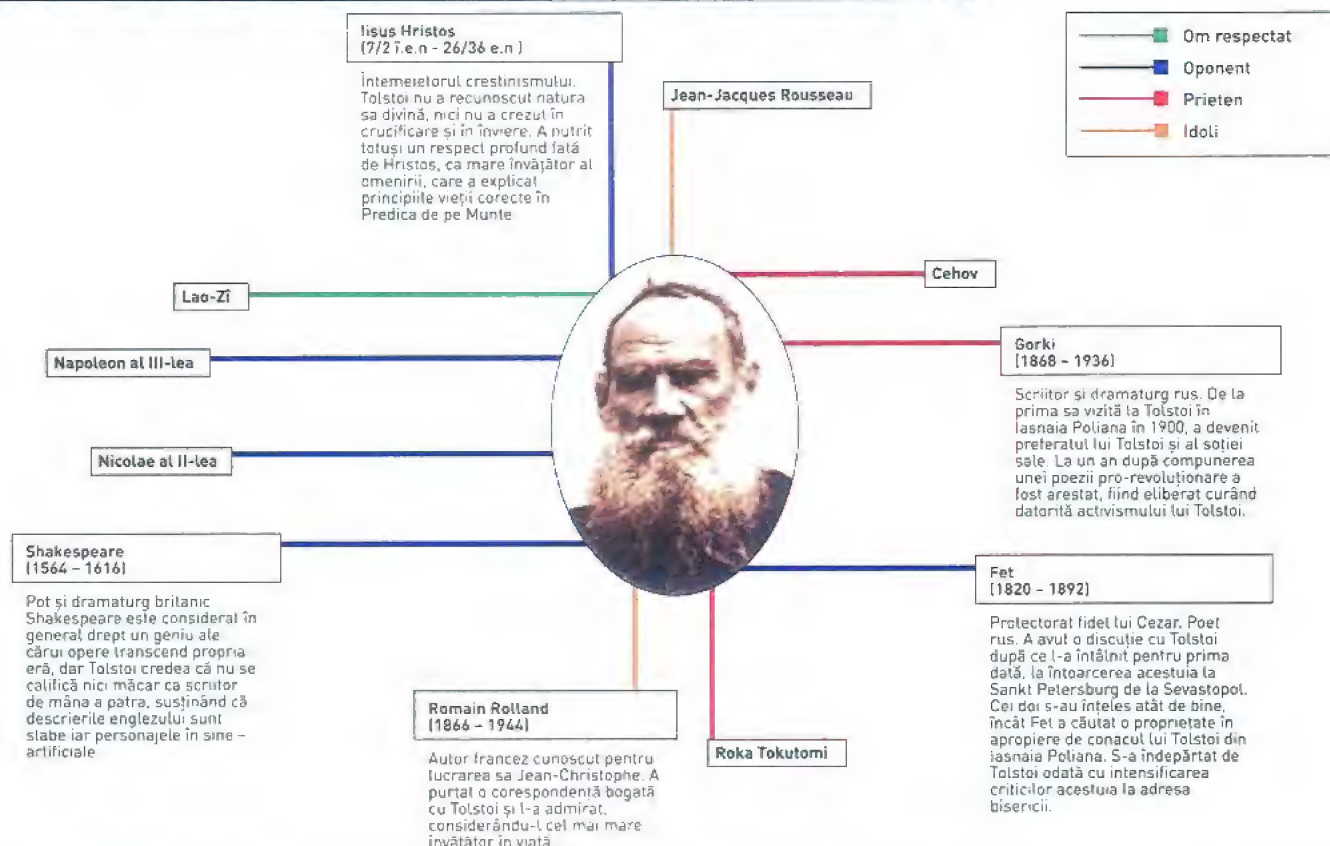 Iisus Hristos
(7/2 î.e.n - 26/36 e.n )
Întemeietorul crestinismului.
Tolstoi nu a recunoscut natura
sa divină, nici nu a crezut în
crucificare și în înviere. A nutrit
totuși un respect profund față
de Hristos, ca mare învățător al
omenirii, care a explicat
principiile vieții corecte în
Predica de pe Munte
Jean-Jacques Rousseau
Om respectat
Oponent
Prieten
Idoli
Lao-Zî
Cehov
Napoleon al III-lea
Gorki
(1868 - 1936)
Scriitor și dramaturg rus. De la
prima sa vizită la Tolstoi în
Iasnaia Poliana în 1900, a devenit
preferatul lui Tolstoi și al soției
sale. La un an după compunerea
unei poezii pro-revoluționare a
fost arestat, fiind eliberat curând
datorită activismului lui Tolstoi.
Nicolae al II-lea
Shakespeare
(1564 – 1616)
Pot și dramaturg britanic
Shakespeare este considerat în
general drept un geniu ale
cărui opere transcend propria
eră, dar Tolstoi credea că nu se
califică nici măcar ca scriitor
de mâna a patra, susținând că
descrierile englezului sunt
slabe iar personajele în sine –
artificiale
Fet
(1820 - 1892)
Protectorat fidel lui Cezar. Poet
rus. A avut o discuție cu Tolstoi
după ce l-a întâlnit pentru prima
dată, la întoarcerea acestuia la
Sankt Petersburg de la Sevastopol.
Cei doi s-au înțeles atât de bine,
încât Fet a căutat o proprietate în
apropiere de conacul lui Tolstoi din
Iasnaia Poliana. S-a îndepărtat de
Tolstoi odată cu intensificarea
criticilor acestuia la adresa
bisericii.
Romain Rolland
(1866 – 1944)
Autor francez cunoscut pentru
lucrarea sa Jean-Christophe. A
purtat o corespondență bogată
cu Tolstoi și l-a admirat,
considerându-l cel mai mare
învățător în viață
Roka Tokutomi